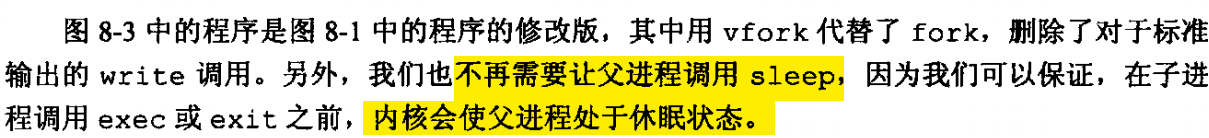 图 8-3 中的程序是图 8-1 中的程序的修改版，其中用 vfork 代替了 fork，删除了对于标准
输出的 write 调用。另外，我们也不再需要让父进程调用 sleep，因为我们可以保证，在子进
程调用 exec 或 exit 之前，内核会使父进程处于休眠状态。